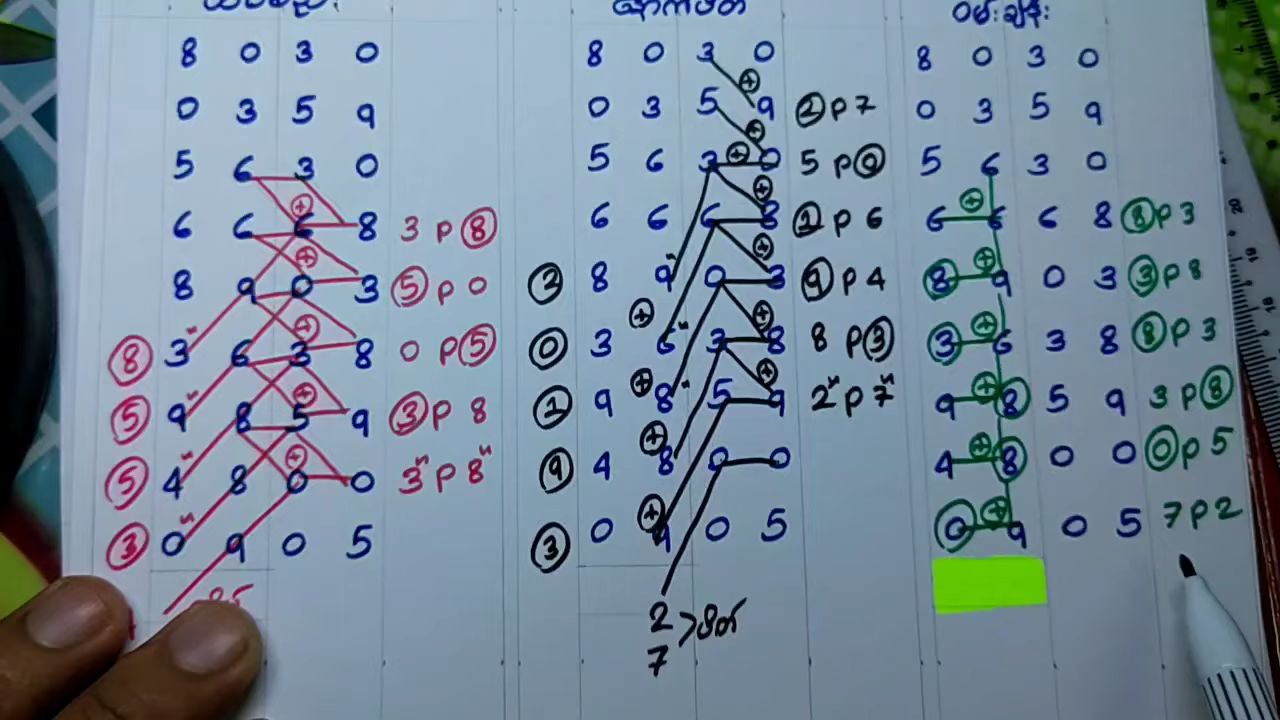 8 0 3 0
0 3 5 9
5 6 3 0
6 6 6 8 3 P 8
8 9 0 3 5 P 0
8 3" 6 3 8 0 P 5
5 9" 8 5 9 3 P 8
5 4" 8 0 0 3" P 8"
3 0" 9 0 5
8 0 3 0
0 3 5 9 2 P 7
5 6 3 0 5 P 0
6 6 6 8 1 P 6
8 9" 0 3 9 P 4
0 3 6" 3 8 8 P 3
1 9 8" 5 9 2" P 7"
9 4 8 0 0
3 0 9 0 5
2
7
ဝမ်းချိန်း
8 0 3 0
0 3 5 9
5 6 3 0
6 6 6 8 8 P 3
8 9 0 3 3 P 8
3 6 3 8 8 P 3
9 8 5 9 3 P 8
4 8 0 0 0 P 5
0 9 0 5 7 P 2